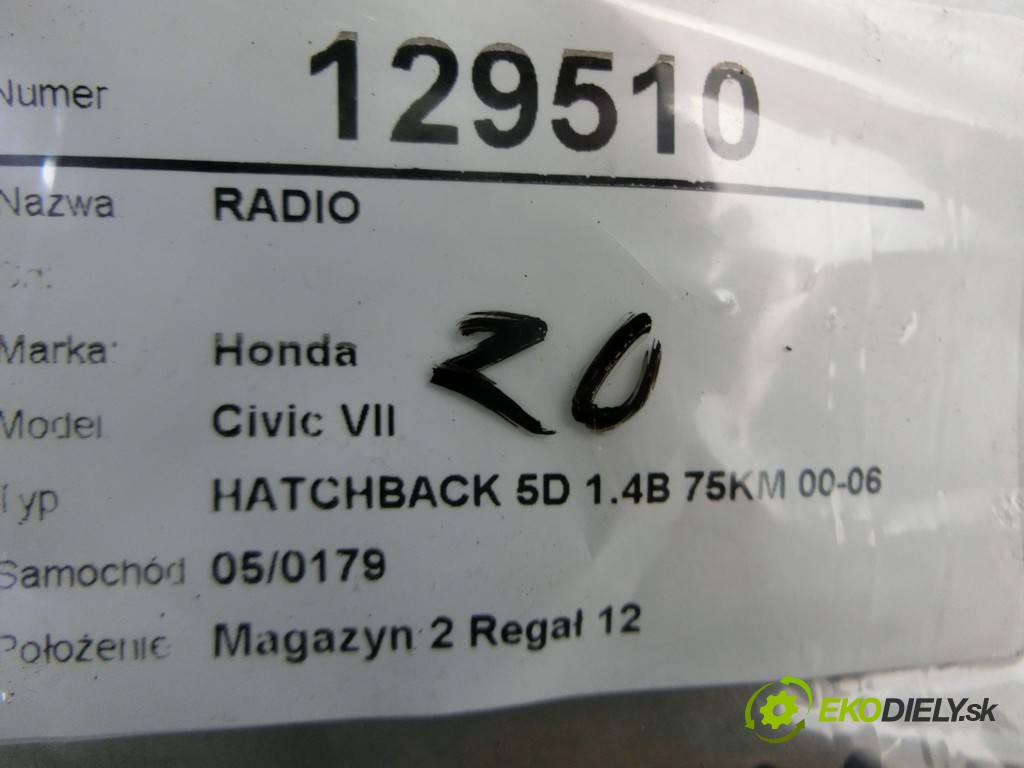 Numer 129510
Nazwa RADIO
Marka: Honda
20
Model Civic VII
Typ HATCHBACK 5D 1.4B 75KM 00-06
Samochód 05/0179
Położenie Magazyn 2 Regał 12
EKODIELY.sk